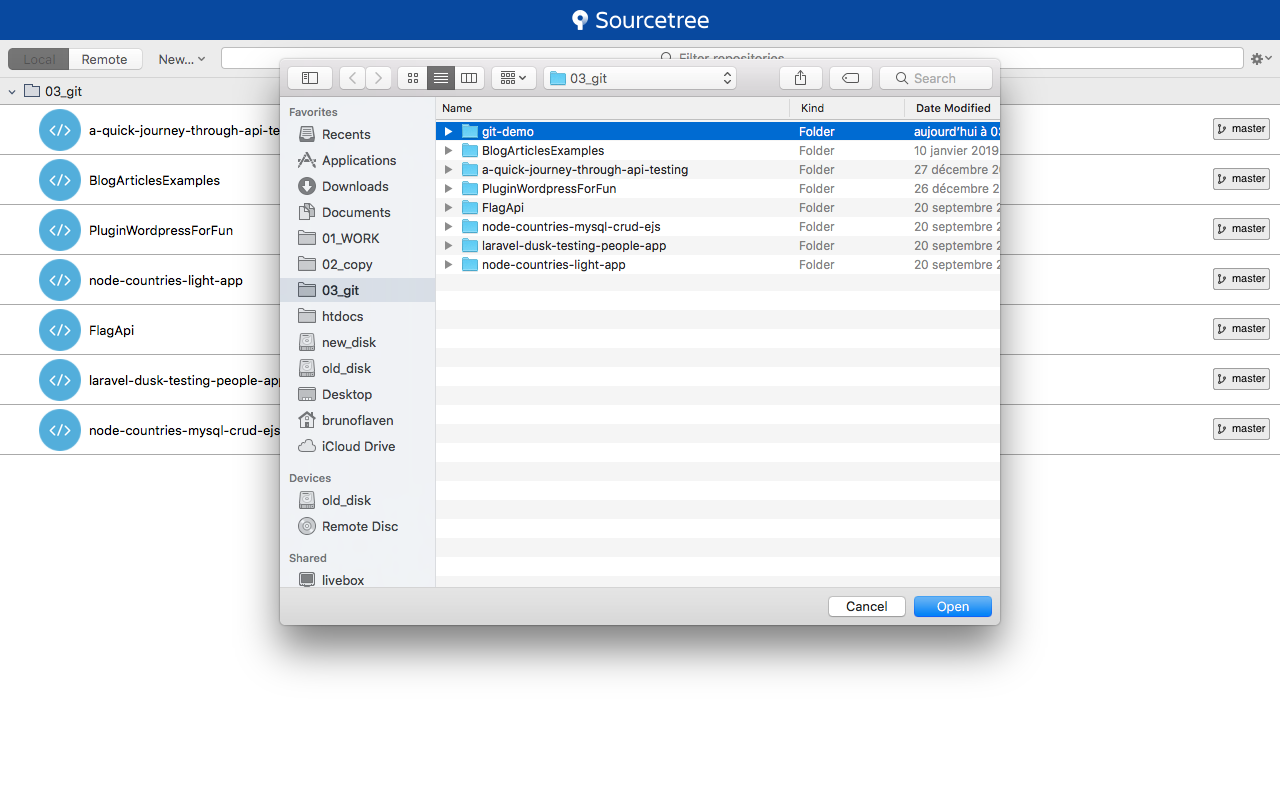 Sourcetree
Local Remote New... Filter repositories
03_git
a-quick-journey-through-api-te
master
BlogArticlesExamples
master
PluginWordpressForFun
master
node-countries-light-app
master
FlagApi
master
laravel-dusk-testing-people-app
master
node-countries-mysql-crud-ejs
master
03_git
Search
Favorites
Recents
Applications
Downloads
Documents
01_WORK
02_copy
03_git
htdocs
new_disk
old_disk
Desktop
brunoflaven
iCloud Drive
Devices
old_disk
Remote Disc
Shared
livebox
Name Kind Date Modified
git-demo Folder aujourd'hui à 03
BlogArticlesExamples Folder 10 janvier 2019
a-quick-journey-through-api-testing Folder 27 décembre 2
PluginWordpressForFun Folder 26 décembre 2
FlagApi Folder 20 septembre 2
node-countries-mysql-crud-ejs Folder 20 septembre 2
laravel-dusk-testing-people-app Folder 20 septembre 2
node-countries-light-app Folder 20 septembre 2
Cancel Open